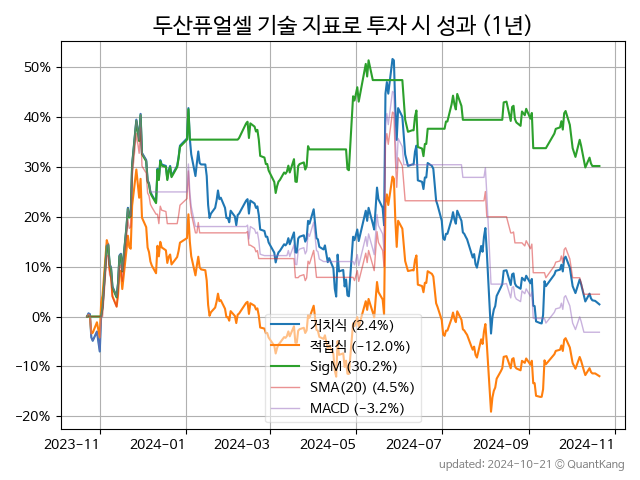 두산퓨얼셀 기술 지표로 투자 시 성과 (1년)
50%
40%
30%
20%
10%
0%
−10%
−20%
거치식 (2.4%)
적립식 (−12.0%)
SigM (30.2%)
SMA(20) (4.5%)
MACD (−3.2%)
2023-11
2024-01
2024-03
2024-05
2024-07
2024-09
2024-11
updated: 2024-10-21 © QuantKang